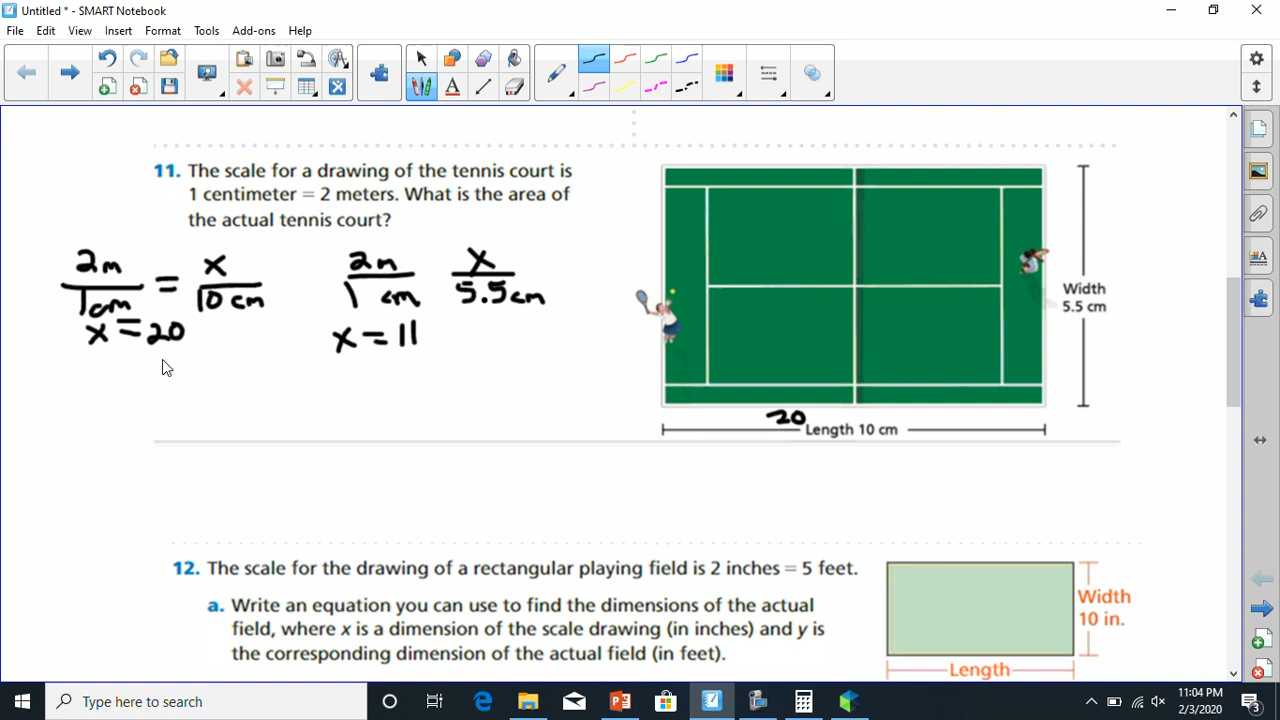 Untitled * - SMART Notebook
File Edit View Insert Format Tools Add-ons Help
11. The scale for a drawing of the tennis court is
1 centimeter = 2 meters. What is the area of
the actual tennis court?
2m = x 2m x
1cm 10 cm 1 cm 5.5cm
x = 20 x = 11
Width
5.5 cm
20
Length 10 cm
12. The scale for the drawing of a rectangular playing field is 2 inches = 5 feet.
a. Write an equation you can use to find the dimensions of the actual
field, where x is a dimension of the scale drawing (in inches) and y is
the corresponding dimension of the actual field (in feet).
Width
10 in.
Length
Type here to search
11:04 PM
2/3/2020
3